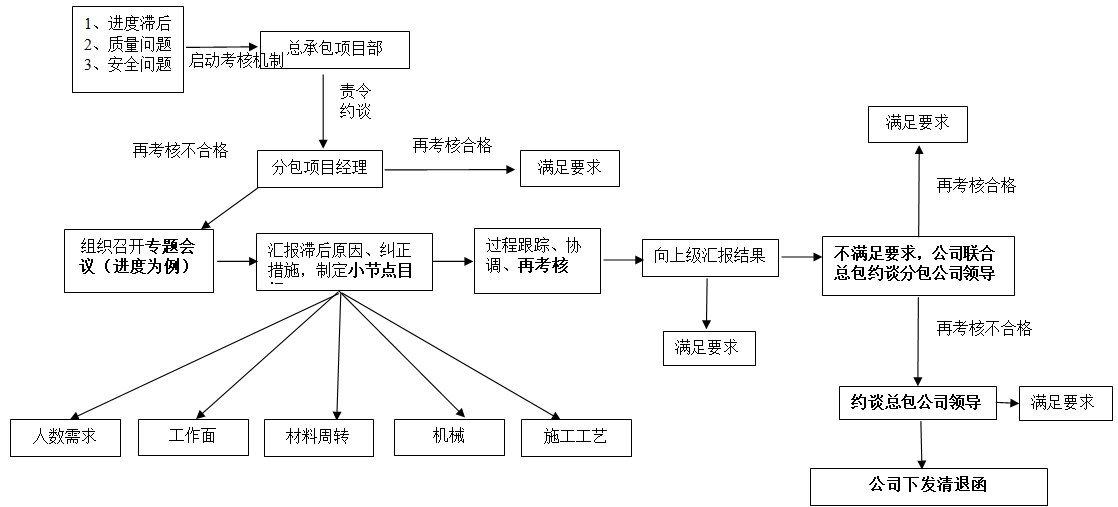 1、进度滞后
2、质量问题
3、安全问题
启动考核机制
总承包项目部
责令
约谈
再考核不合格
分包项目经理
再考核合格
满足要求
满足要求
再考核合格
组织召开专题会
议（进度为例）
汇报滞后原因、纠正
措施，制定小节点目
过程跟踪、协
调、再考核
向上级汇报结果
不满足要求，公司联合
总包约谈分包公司领导
满足要求
再考核不合格
约谈总包公司领导
满足要求
人数需求
工作面
材料周转
机械
施工工艺
公司下发清退函